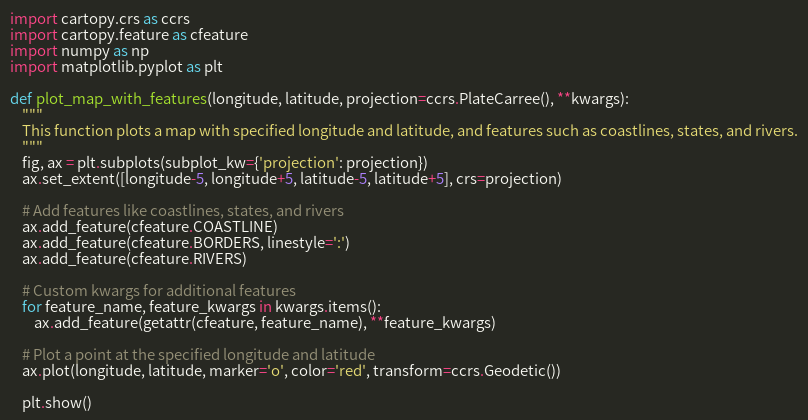 import cartopy.crs as ccrs
import cartopy.feature as cfeature
import numpy as np
import matplotlib.pyplot as plt

def plot_map_with_features(longitude, latitude, projection=ccrs.PlateCarree(), **kwargs):
    """
    This function plots a map with specified longitude and latitude, and features such as coastlines, states, and rivers.
    """
    fig, ax = plt.subplots(subplot_kw={'projection': projection})
    ax.set_extent([longitude-5, longitude+5, latitude-5, latitude+5], crs=projection)

    # Add features like coastlines, states, and rivers
    ax.add_feature(cfeature.COASTLINE)
    ax.add_feature(cfeature.BORDERS, linestyle=':')
    ax.add_feature(cfeature.RIVERS)

    # Custom kwargs for additional features
    for feature_name, feature_kwargs in kwargs.items():
        ax.add_feature(getattr(cfeature, feature_name), **feature_kwargs)

    # Plot a point at the specified longitude and latitude
    ax.plot(longitude, latitude, marker='o', color='red', transform=ccrs.Geodetic())

    plt.show()